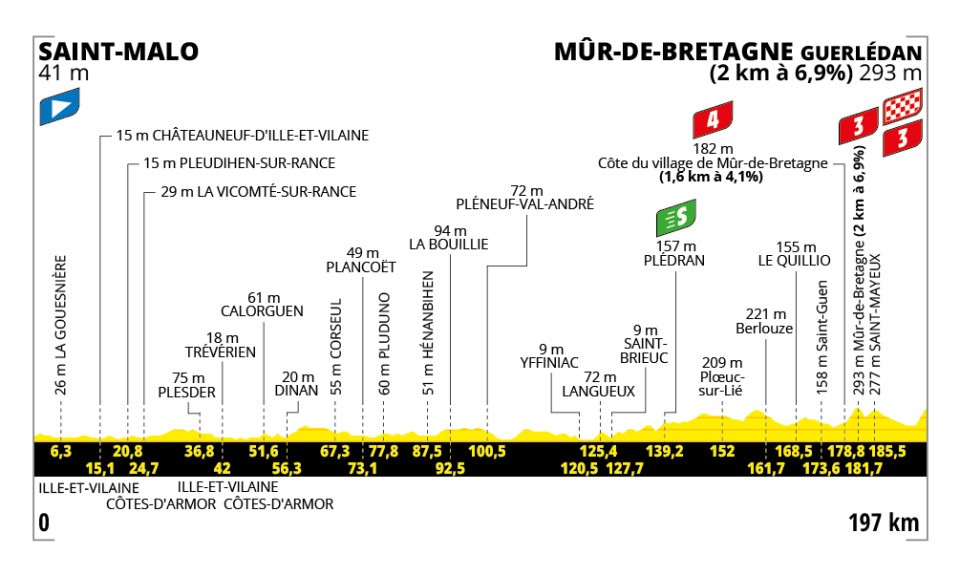 SAINT-MALO
41 m
MÛR-DE-BRETAGNE GUERLÉDAN
(2 km à 6,9%) 293 m
4
3
3
15 m CHÂTEAUNEUF-D'ILLE-ET-VILAINE
15 m PLEUDIHEN-SUR-RANCE
29 m LA VICOMTÉ-SUR-RANCE
182 m
Côte du village de Mûr-de-Bretagne
(1,6 km à 4,1%)
S
26 m LA GOUESNIÈRE
75 m
PLESDER
18 m
TRÉVÉRIEN
61 m
CALORGUEN
20 m
DINAN
55 m CORSEUL
49 m
PLANCOËT
60 m PLUDUNO
51 m HÉNANBIHEN
94 m
LA BOUILLIE
72 m
PLÉNEUF-VAL-ANDRÉ
9 m
YFFINIAC
72 m
LANGUEUX
9 m
SAINT-
BRIEUC
157 m
PLÉDRAN
209 m
Plœuc-
sur-Lié
221 m
Berlouze
155 m
LE QUILLIO
158 m Saint-Guen
293 m Mûr-de-Bretagne (2 km à 6,9%)
277 m SAINT-MAYEUX
6,3 20,8 36,8 51,6 67,3 77,8 87,5 100,5 125,4 139,2 152 168,5 178,8 185,5
15,1 24,7 42 56,3 73,1 92,5 120,5 127,7 161,7 173,6 181,7
ILLE-ET-VILAINE ILLE-ET-VILAINE
CÔTES-D'ARMOR CÔTES-D'ARMOR
0
197 km